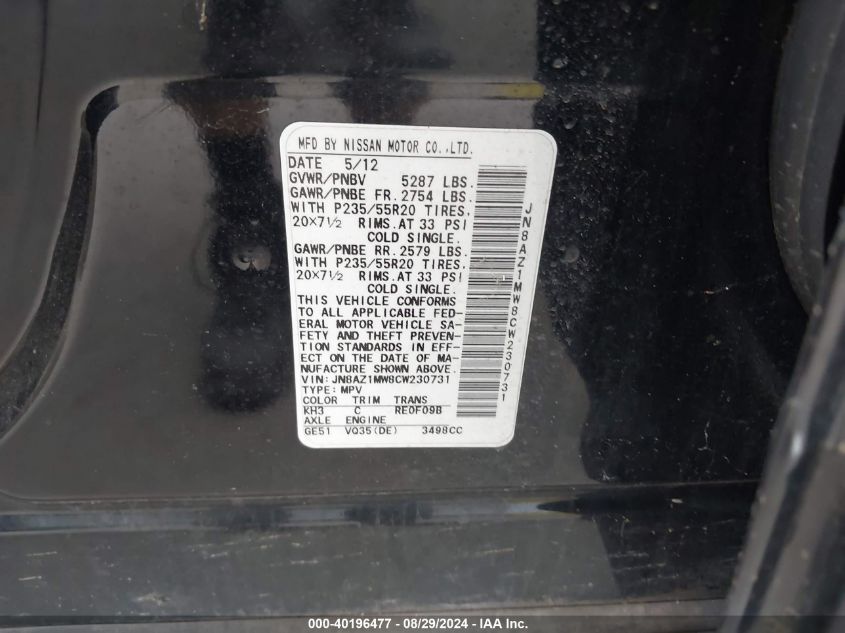 MFD BY NISSAN MOTOR CO.,LTD.
DATE 5/12
GVWR/PNBV 5287 LBS.
GAWR/PNBE FR. 2754 LBS.
WITH P235/55R20 TIRES,
20×7½ RIMS.AT 33 PSI
COLD SINGLE.
GAWR/PNBE RR. 2579 LBS.
WITH P235/55R20 TIRES,
20×7½ RIMS.AT 33 PSI
COLD SINGLE.
THIS VEHICLE CONFORMS
TO ALL APPLICABLE FED-
ERAL MOTOR VEHICLE SA-
FETY AND THEFT PREVEN-
TION STANDARDS IN EFF-
ECT ON THE DATE OF MA-
NUFACTURE SHOWN ABOVE.
VIN: JN8AZ1MW8CW230731
TYPE: MPV
COLOR TRIM TRANS
KH3 C RE0F09B
AXLE ENGINE
GE51 VQ35(DE) 3498CC
JN8AZ1MW8CW230731
000-40196477 - 08/29/2024 - IAA Inc.